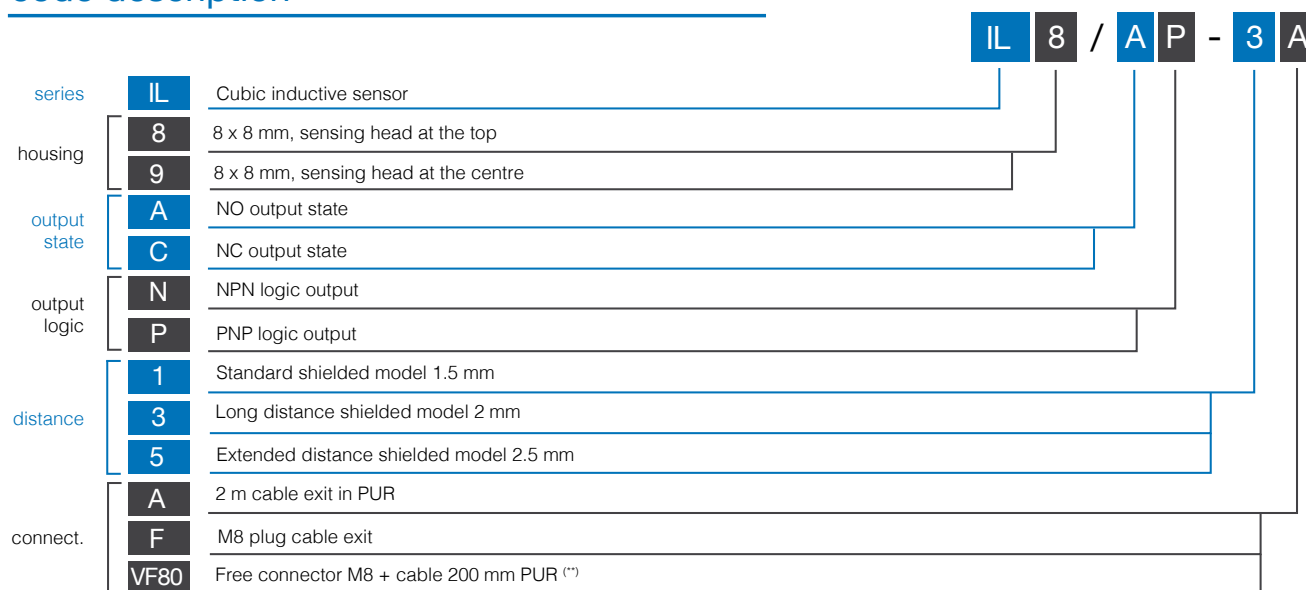 code description
IL 8 / A P - 3 A
series IL Cubic inductive sensor
housing
8 8 x 8 mm, sensing head at the top
9 8 x 8 mm, sensing head at the centre
output state
A NO output state
C NC output state
output logic
N NPN logic output
P PNP logic output
distance
1 Standard shielded model 1.5 mm
3 Long distance shielded model 2 mm
5 Extended distance shielded model 2.5 mm
connect.
A 2 m cable exit in PUR
F M8 plug cable exit
VF80 Free connector M8 + cable 200 mm PUR (**)